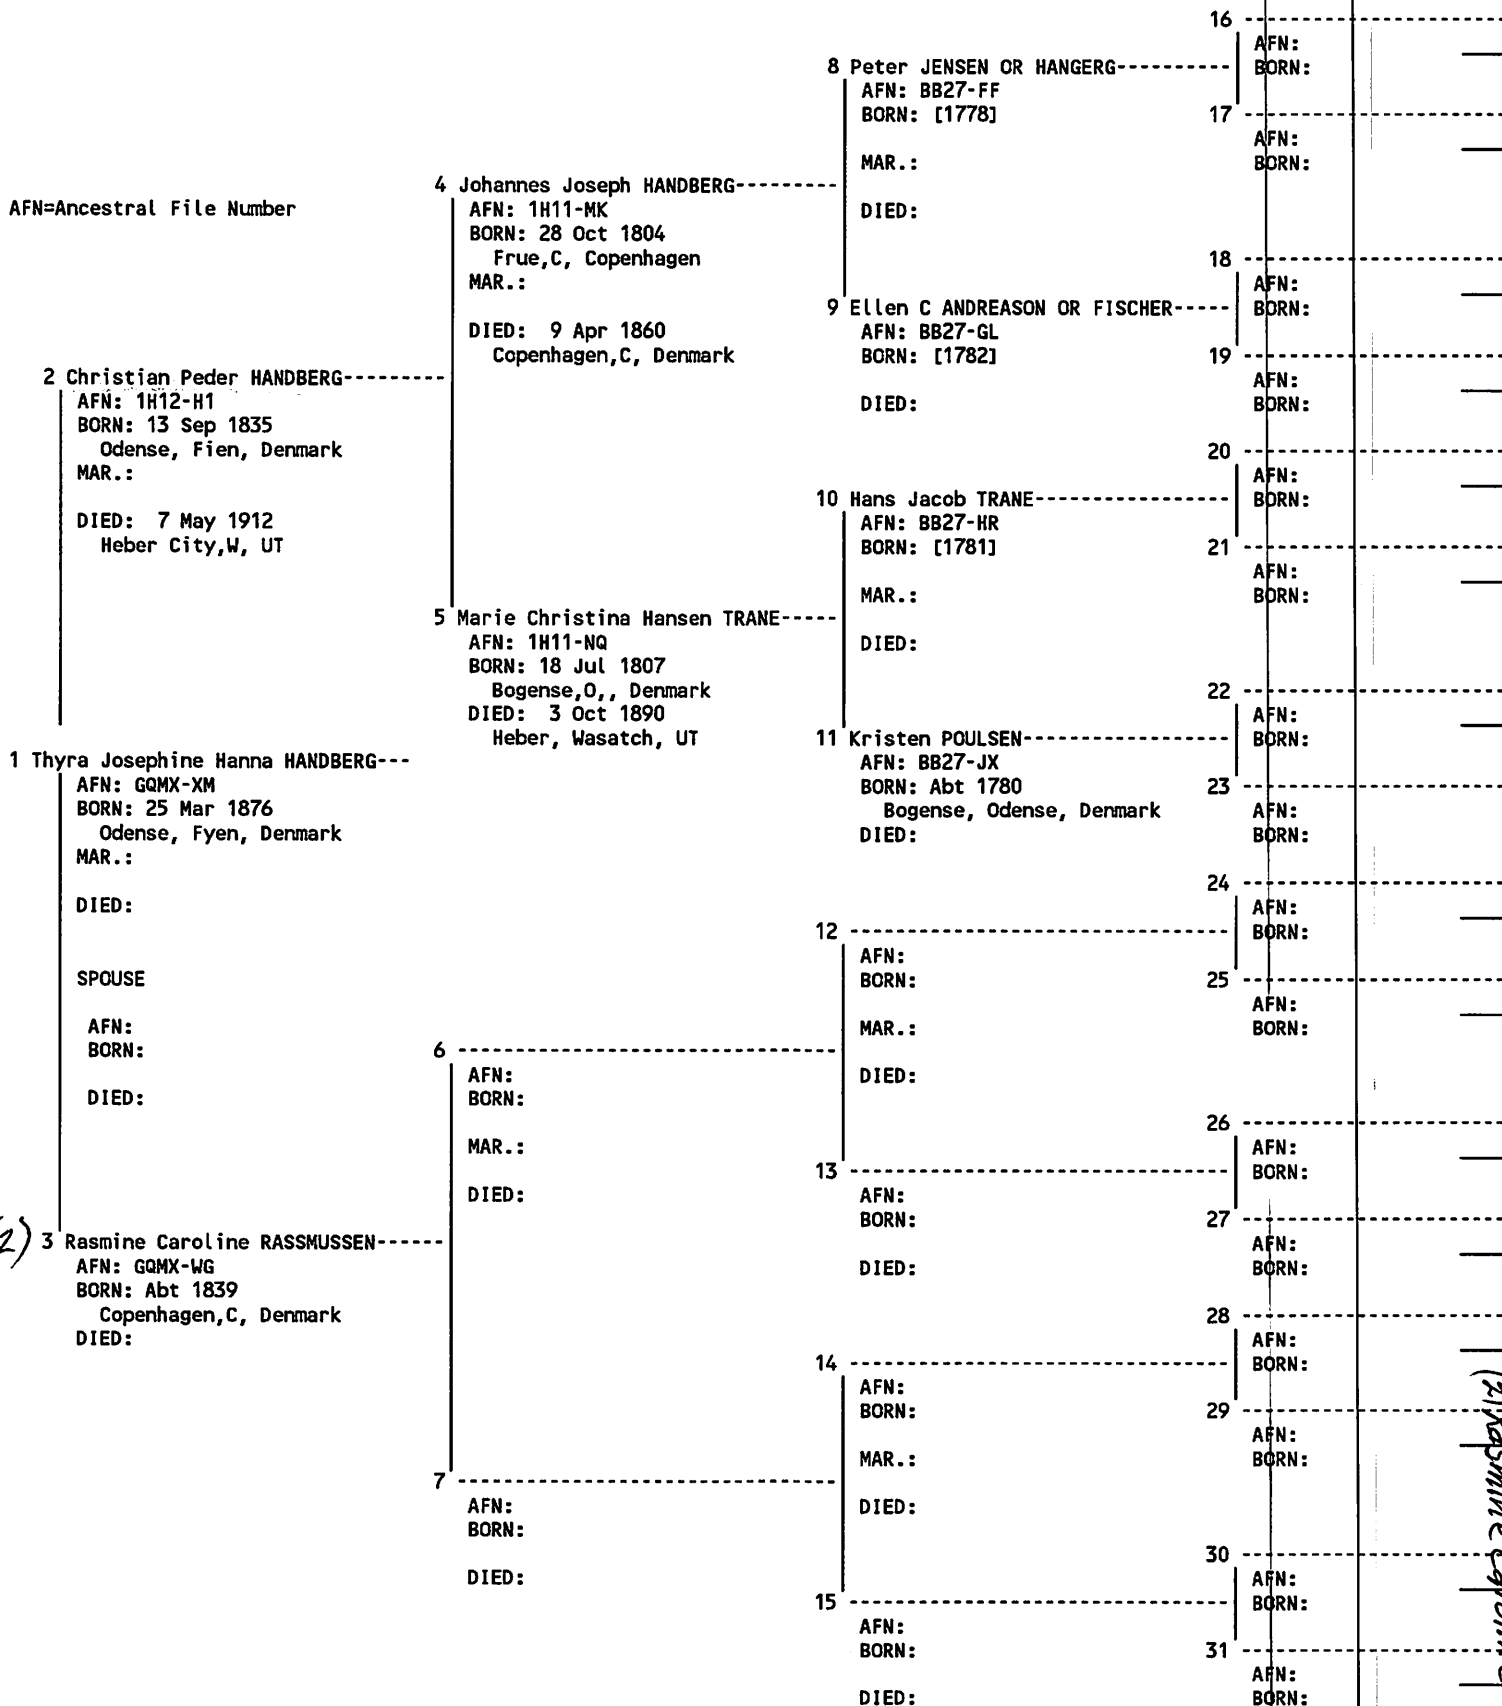 AFN=Ancestral File Number
1 Thyra Josephine Hanna HANDBERG---
AFN: GQMX-XM
BORN: 25 Mar 1876
Odense, Fyen, Denmark
MAR.:
DIED:
SPOUSE
AFN:
BORN:
DIED:
2 Christian Peder HANDBERG---------
AFN: 1H12-H1
BORN: 13 Sep 1835
Odense, Fien, Denmark
MAR.:
DIED: 7 May 1912
Heber City,W, UT
2) 3 Rasmine Caroline RASSMUSSEN------
AFN: GQMX-WG
BORN: Abt 1839
Copenhagen,C, Denmark
DIED:
4 Johannes Joseph HANDBERG---------
AFN: 1H11-MK
BORN: 28 Oct 1804
Frue,C, Copenhagen
MAR.:
DIED: 9 Apr 1860
Copenhagen,C, Denmark
5 Marie Christina Hansen TRANE-----
AFN: 1H11-NQ
BORN: 18 Jul 1807
Bogense,O,, Denmark
DIED: 3 Oct 1890
Heber, Wasatch, UT
6
AFN:
BORN:
MAR.:
DIED:
7
AFN:
BORN:
DIED:
8 Peter JENSEN OR HANGERG----------
AFN: BB27-FF
BORN: [1778]
MAR.:
DIED:
9 Ellen C ANDREASON OR FISCHER-----
AFN: BB27-GL
BORN: [1782]
DIED:
10 Hans Jacob TRANE-----------------
AFN: BB27-HR
BORN: [1781]
MAR.:
DIED:
11 Kristen POULSEN------------------
AFN: BB27-JX
BORN: Abt 1780
Bogense, Odense, Denmark
DIED:
12
AFN:
BORN:
MAR.:
DIED:
13
AFN:
BORN:
DIED:
14
AFN:
BORN:
MAR.:
DIED:
15
AFN:
BORN:
DIED:
16
AFN:
BORN:
17
AFN:
BORN:
18
AFN:
BORN:
19
AFN:
BORN:
20
AFN:
BORN:
21
AFN:
BORN:
22
AFN:
BORN:
23
AFN:
BORN:
24
AFN:
BORN:
25
AFN:
BORN:
26
AFN:
BORN:
27
AFN:
BORN:
28
AFN:
BORN:
29
AFN:
BORN:
30
AFN:
BORN:
31
AFN:
BORN:
(2) Rasmine